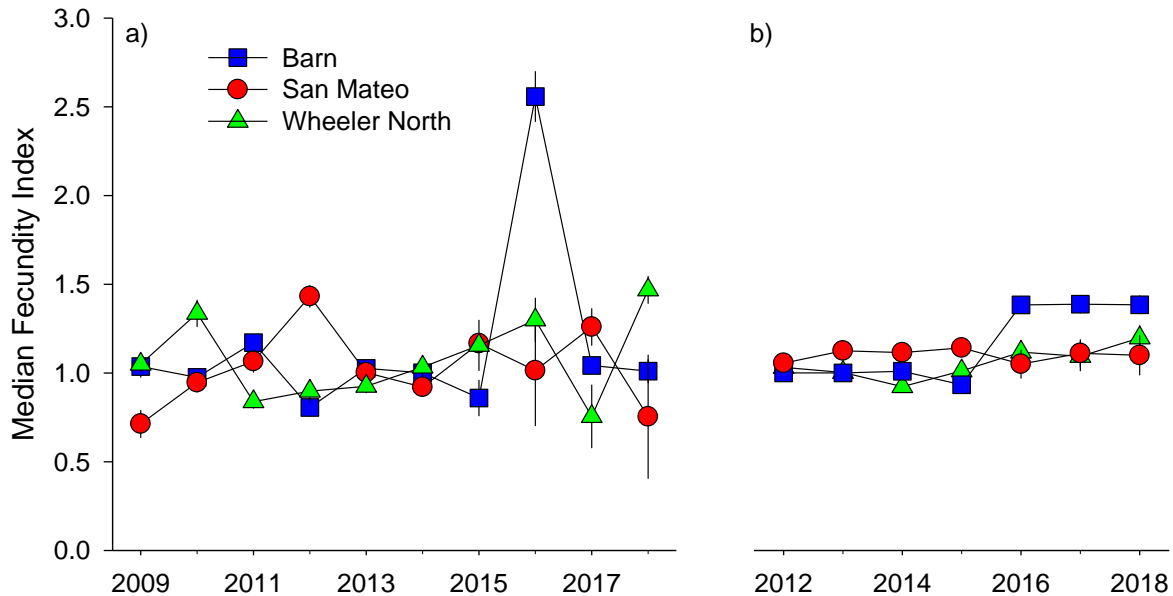 a)
b)
Barn
San Mateo
Wheeler North
Median Fecundity Index
3.0
2.5
2.0
1.5
1.0
0.5
0.0
2009 2011 2013 2015 2017
2012 2014 2016 2018